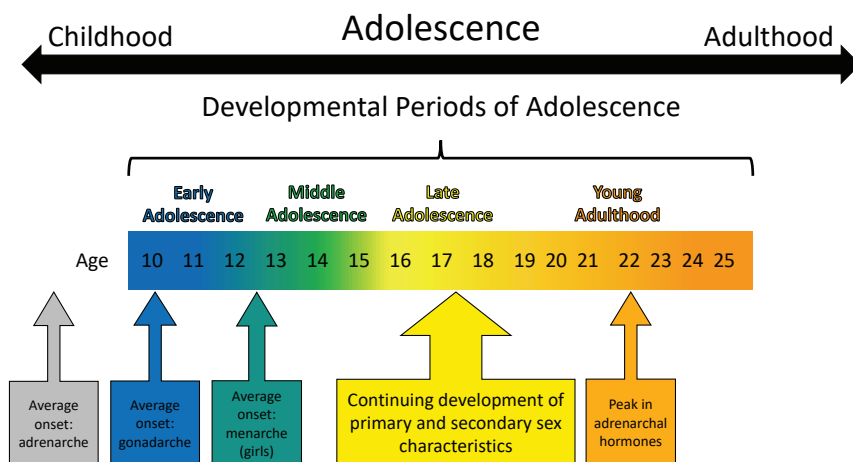 Childhood Adolescence Adulthood
Developmental Periods of Adolescence
Early
Adolescence
Middle
Adolescence
Late
Adolescence
Young
Adulthood
Age 10 11 12 13 14 15 16 17 18 19 20 21 22 23 24 25
Average
onset:
adrenarche
Average
onset:
gonadarche
Average
onset:
menarche
(girls)
Continuing development of
primary and secondary sex
characteristics
Peak in
adrenarchal
hormones